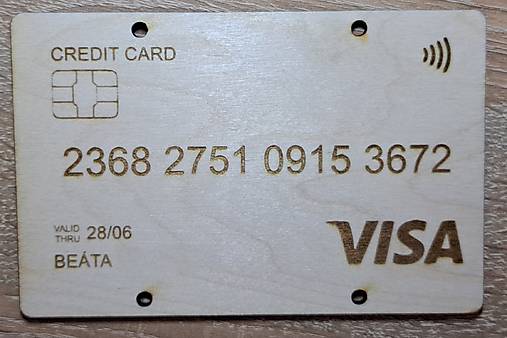 CREDIT CARD
2368 2751 0915 3672
VALID
THRU 28/06
BEÁTA
VISA